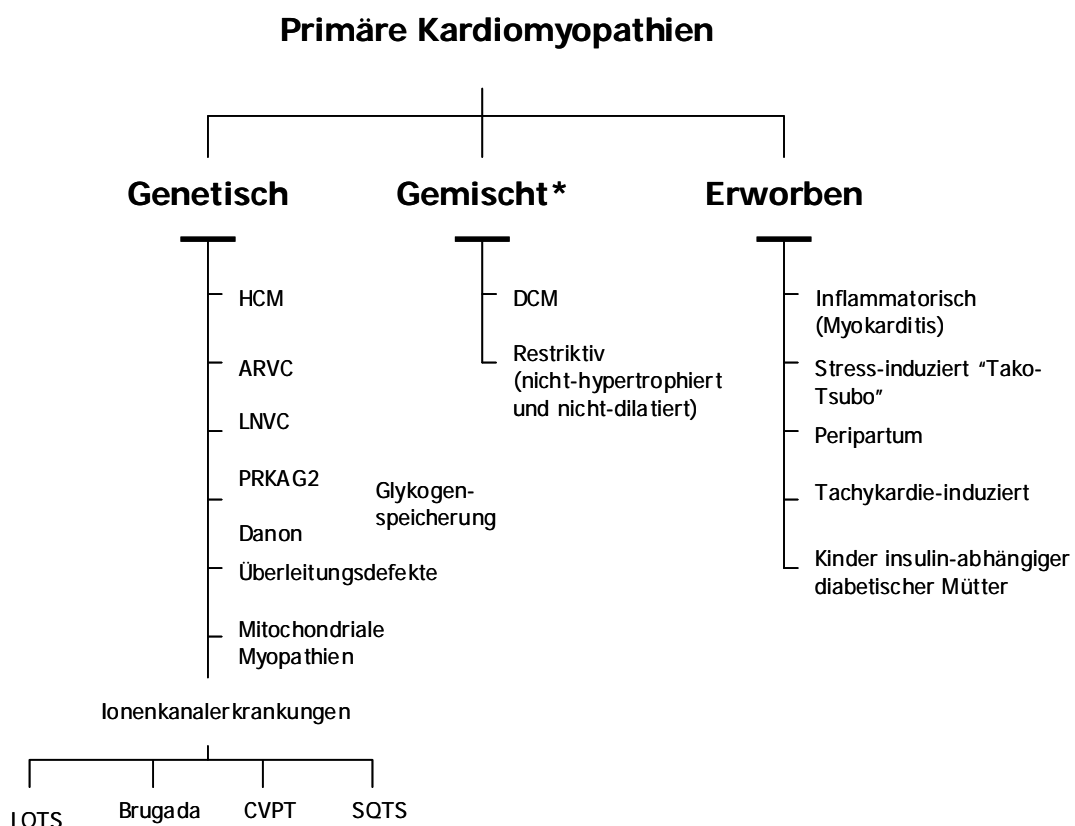 Primäre Kardiomyopathien
Genetisch
HCM
ARVC
LNVC
PRKAG2
Danon
Glykogen-
speicherung
Überleitungsdefekte
Mitochondriale
Myopathien
Ionenkanalerkrankungen
LQTS
Brugada
CVPT
SQTS
Gemischt*
DCM
Restriktiv
(nicht-hypertrophiert
und nicht-dilatiert)
Erworben
Inflammatorisch
(Myokarditis)
Stress-induziert "Tako-
Tsubo"
Peripartum
Tachykardie-induziert
Kinder insulin-abhängiger
diabetischer Mütter